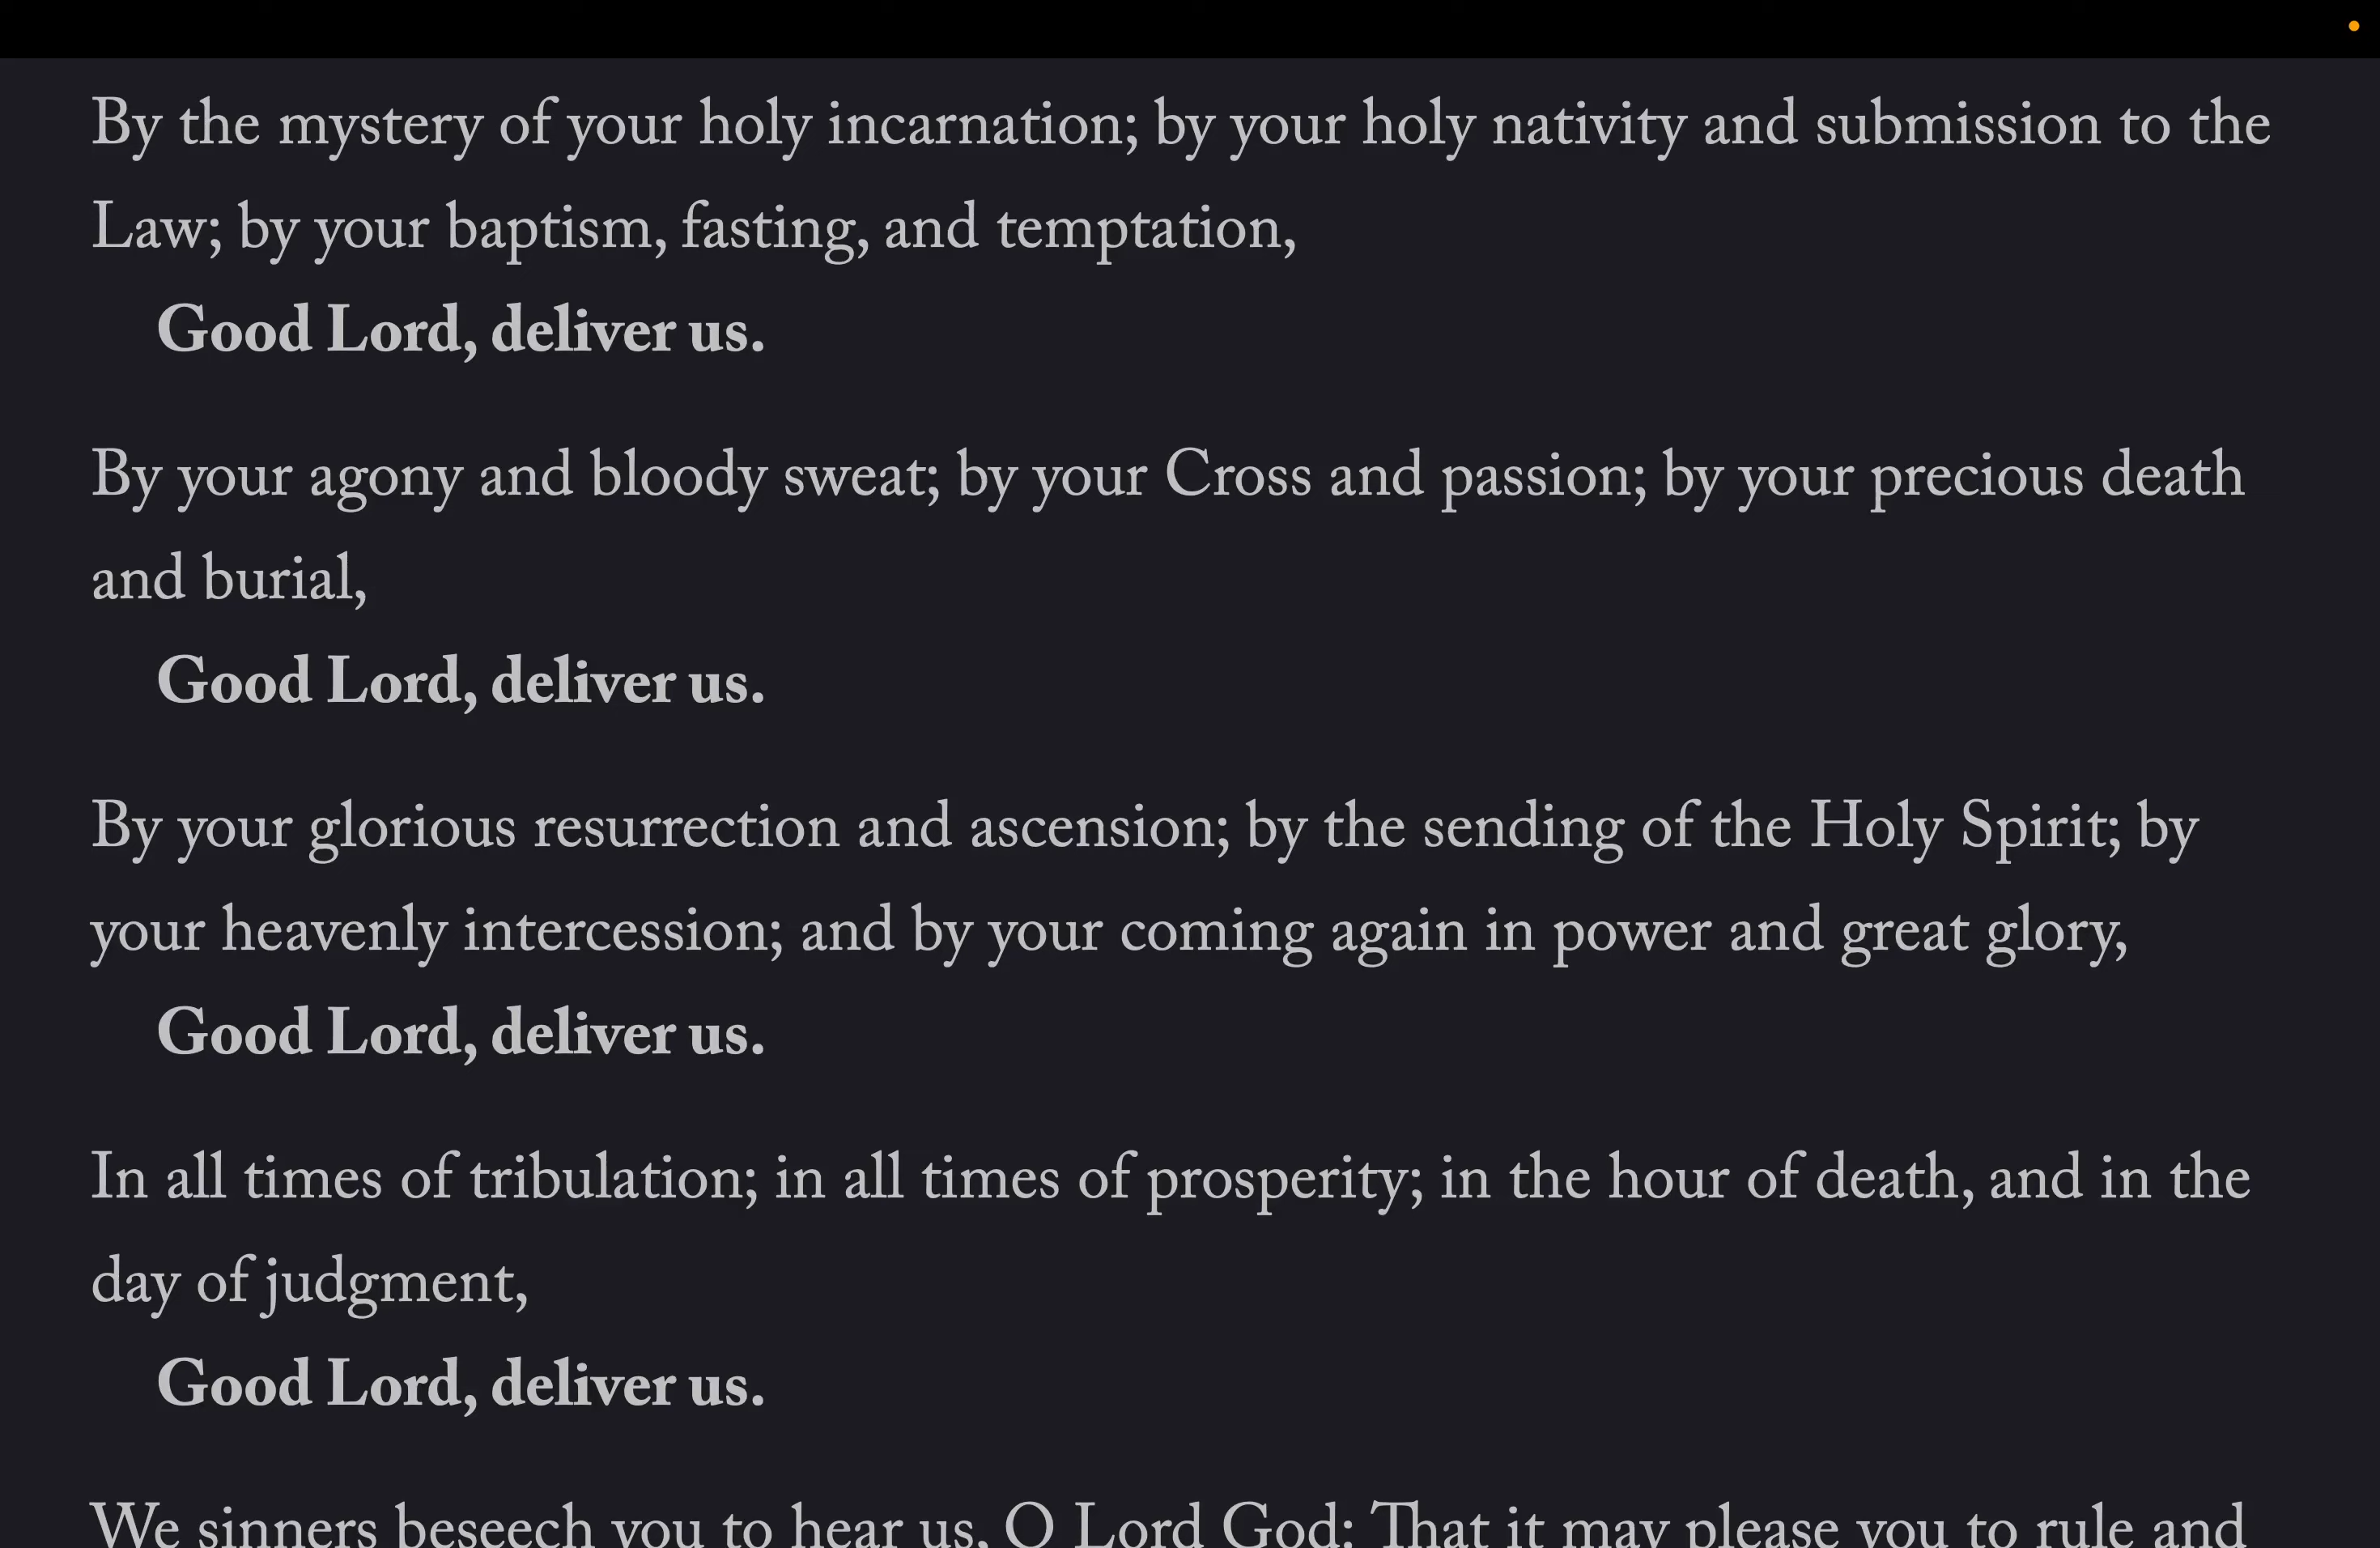 By the mystery of your holy incarnation; by your holy nativity and submission to the
Law; by your baptism, fasting, and temptation,
Good Lord, deliver us.
By your agony and bloody sweat; by your Cross and passion; by your precious death
and burial,
Good Lord, deliver us.
By your glorious resurrection and ascension; by the sending of the Holy Spirit; by
your heavenly intercession; and by your coming again in power and great glory,
Good Lord, deliver us.
In all times of tribulation; in all times of prosperity; in the hour of death, and in the
day of judgment,
Good Lord, deliver us.
We sinners beseech you to hear us, O Lord God: That it may please you to rule and